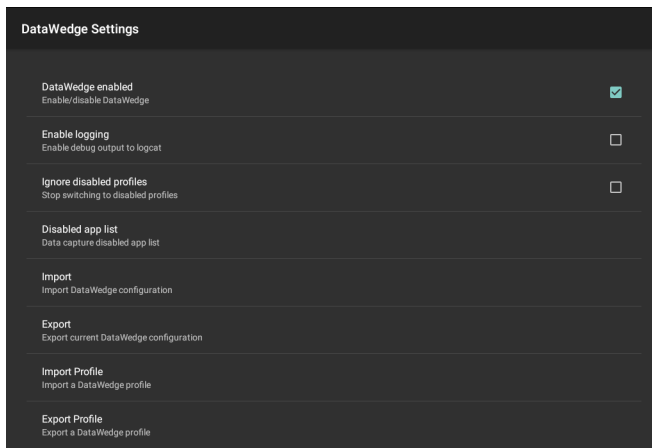 DataWedge Settings
DataWedge enabled
Enable/disable DataWedge
Enable logging
Enable debug output to logcat
Ignore disabled profiles
Stop switching to disabled profiles
Disabled app list
Data capture disabled app list
Import
Import DataWedge configuration
Export
Export current DataWedge configuration
Import Profile
Import a DataWedge profile
Export Profile
Export a DataWedge profile